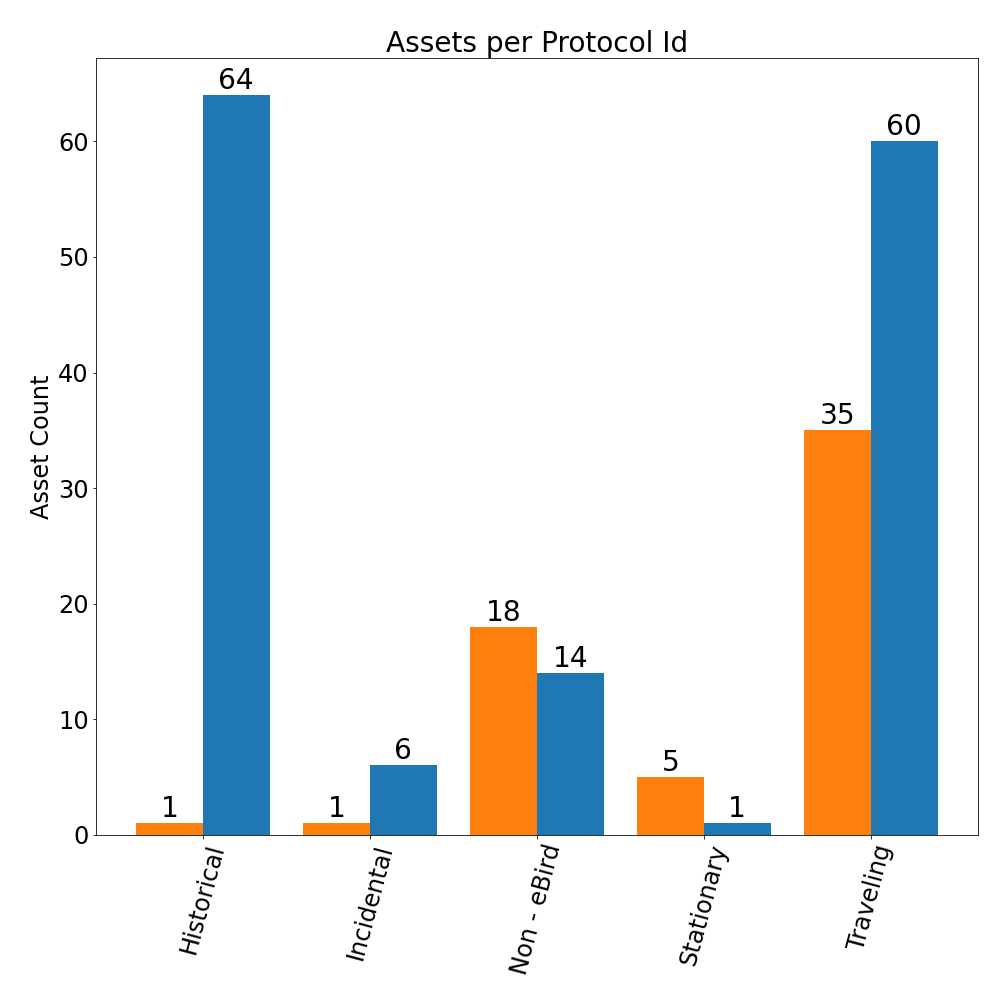 Assets per Protocol Id
Asset Count
60
50
40
30
20
10
0
1
64
1
6
18
14
5
1
35
60
Historical
Incidental
Non - eBird
Stationary
Traveling